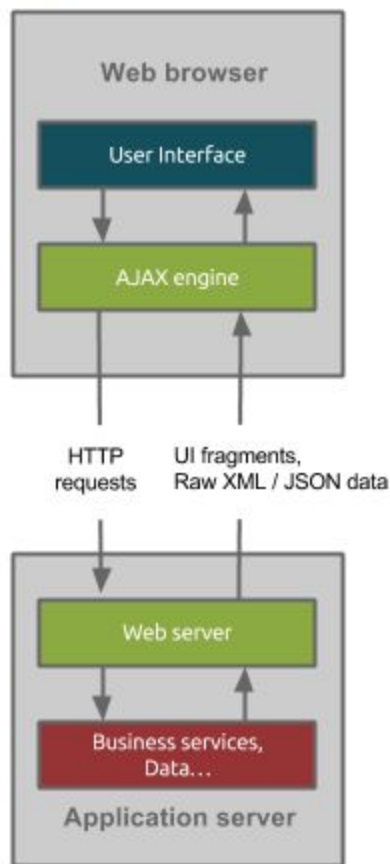 Web browser
User Interface
AJAX engine
HTTP
requests
UI fragments,
Raw XML / JSON data
Web server
Business services,
Data…
Application server